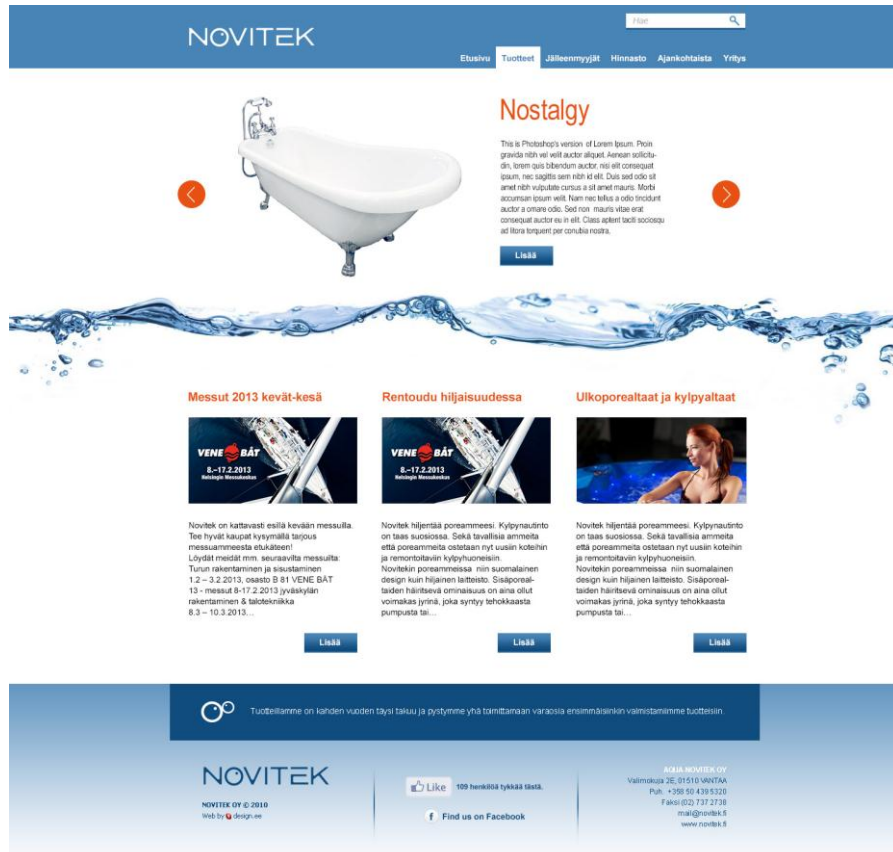 NOVITEK
Hae
Etusivu Tuotteet Jälleenmyyjät Hinnasto Ajankohtaista Yritys
Nostalgy
This is Photoshop's version of Lorem Ipsum. Proin
gravida nibh vel velit auctor aliquet. Aenean sollicitu-
din, lorem quis bibendum auctor, nisi elit consequat
ipsum, nec sagittis sem nibh id elit. Duis sed odio sit
amet nibh vulputate cursus a sit amet mauris. Morbi
accumsan ipsum velit. Nam nec tellus a odio tincidunt
auctor a ornare odio. Sed non mauris vitae erat
consequat auctor eu in elit. Class aptent taciti sociosqu
ad litora torquent per conubia nostra.
Lisää
Messut 2013 kevät-kesä
VENE BÅT
8.–17.2.2013
Helsingin Messukeskus
Novitek on kattavasti esillä kevään messuilla.
Tee hyvät kaupat kysymällä tarjous
messuammeesta etukäteen!
Löydät meidät mm. seuraavilta messuilta:
Turun rakentaminen ja sisustaminen
1.2 – 3.2.2013, osasto B 81 VENE BÅT
13 - messut 8-17.2.2013 jyväskylän
rakentaminen & talotekniikka
8.3 – 10.3 2013…
Lisää
Rentoudu hiljaisuudessa
VENE BÅT
8.–17.2.2013
Helsingin Messukeskus
Novitek hiljentää poreammeesi. Kylpynautinto
on taas suosiossa. Sekä tavallisia ammeita
että poreammeita ostetaan nyt uusiin koteihin
ja remontoitaviin kylpyhuoneisiin.
Novitekin poreammeissa niin suomalainen
design kuin hiljainen laitteisto. Sisäporeal-
taiden häiritsevä ominaisuus on aina ollut
voimakas jyrinä, joka syntyy tehokkaasta
pumpusta tai…
Lisää
Ulkoporealtaat ja kylpyaltaat
Novitek hiljentää poreammeesi. Kylpynautinto
on taas suosiossa. Sekä tavallisia ammeita
että poreammeita ostetaan nyt uusiin koteihin
ja remontoitaviin kylpyhuoneisiin.
Novitekin poreammeissa niin suomalainen
design kuin hiljainen laitteisto. Sisäporeal-
taiden häiritsevä ominaisuus on aina ollut
voimakas jyrinä, joka syntyy tehokkaasta
pumpusta tai…
Lisää
Tuotteillamme on kahden vuoden täysi takuu ja pystymme yhä toimittamaan varaosia ensimmäisiinkin valmistamiimme tuotteisiin.
NOVITEK
NOVITEK OY © 2010
Web by design.ee
Like 109 henkilöä tykkää tästä.
f Find us on Facebook
AQUA NOVITEK OY
Valimokuja 2E, 01510 VANTAA
Puh. +358 50 439 5320
Faksi (02) 737 2738
mail@novitek.fi
www.novitek.fi